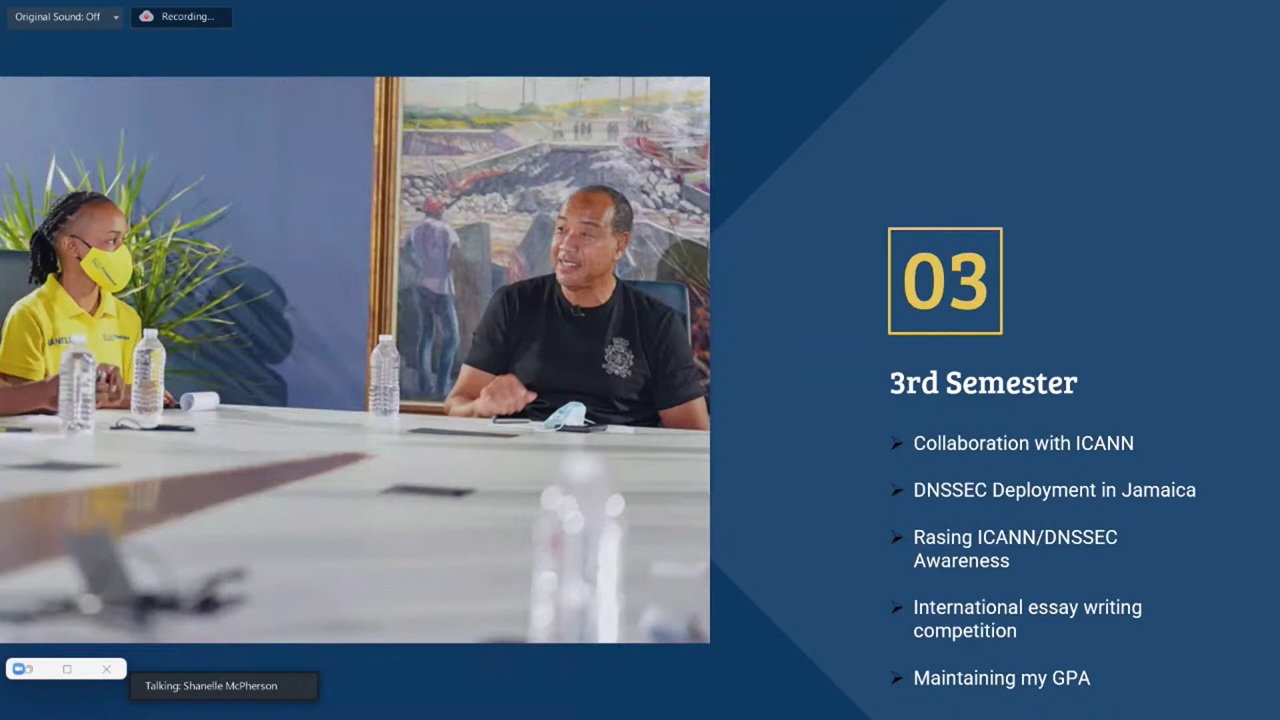 Original Sound: Off
Recording...
03
3rd Semester
Collaboration with ICANN
DNSSEC Deployment in Jamaica
Rasing ICANN/DNSSEC
Awareness
International essay writing
competition
Maintaining my GPA
Talking: Shanelle McPherson